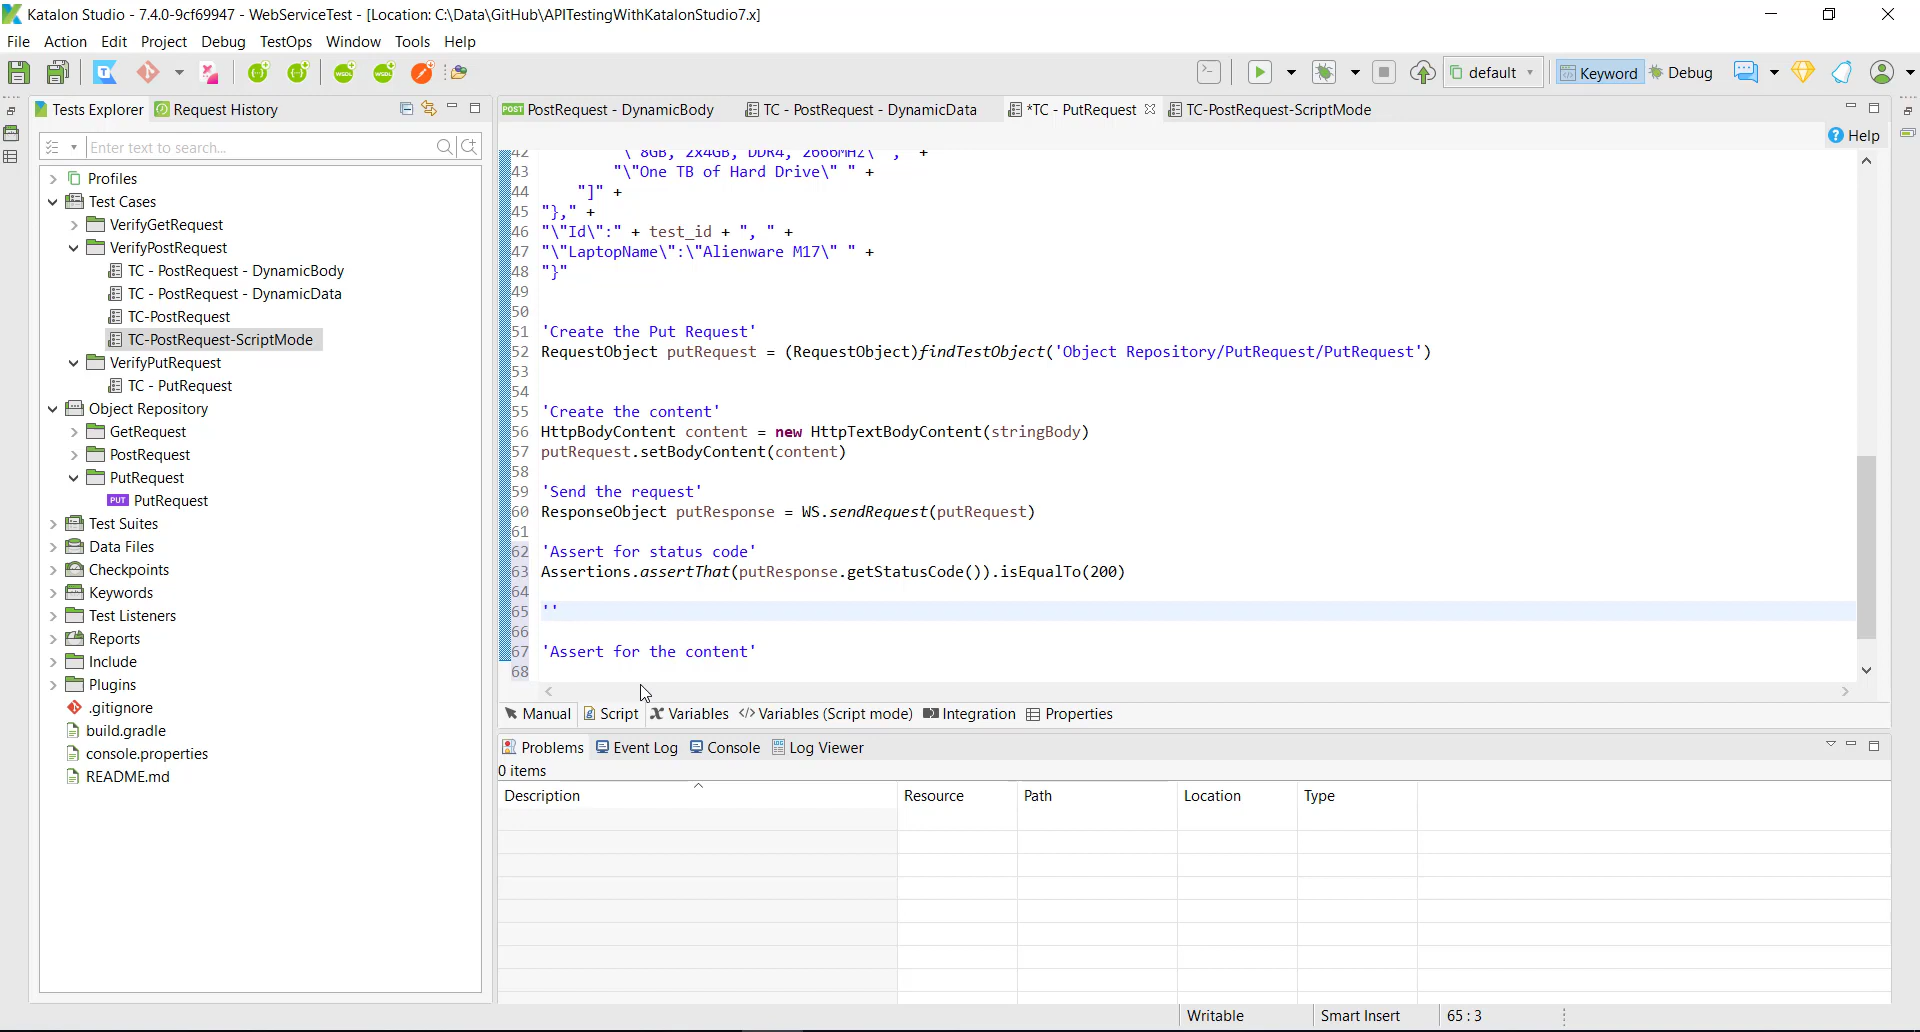 Katalon Studio - 7.4.0-9cf69947 - WebServiceTest - [Location: C:\Data\GitHub\APITestingWithKatalonStudio7.x]
File Action Edit Project Debug TestOps Window Tools Help
default Keyword Debug
Tests Explorer Request History
PostRequest - DynamicBody TC - PostRequest - DynamicData *TC - PutRequest TC-PostRequest-ScriptMode
Help
Enter text to search...
Profiles
Test Cases
VerifyGetRequest
VerifyPostRequest
TC - PostRequest - DynamicBody
TC - PostRequest - DynamicData
TC-PostRequest
TC-PostRequest-ScriptMode
VerifyPutRequest
TC - PutRequest
Object Repository
GetRequest
PostRequest
PutRequest
PUT PutRequest
Test Suites
Data Files
Checkpoints
Keywords
Test Listeners
Reports
Include
Plugins
.gitignore
build.gradle
console.properties
README.md
42 "\"8GB, 2x4GB, DDR4, 2666MHz\", " +
43 "\"One TB of Hard Drive\" " +
44 "]" +
45 "}," +
46 "\"Id\":" + test_id + ", " +
47 "\"LaptopName\":\"Alienware M17\" " +
48 "}"
49
50
51 'Create the Put Request'
52 RequestObject putRequest = (RequestObject)findTestObject('Object Repository/PutRequest/PutRequest')
53
54
55 'Create the content'
56 HttpBodyContent content = new HttpTextBodyContent(stringBody)
57 putRequest.setBodyContent(content)
58
59 'Send the request'
60 ResponseObject putResponse = WS.sendRequest(putRequest)
61
62 'Assert for status code'
63 Assertions.assertThat(putResponse.getStatusCode()).isEqualTo(200)
64
65 ''
66
67 'Assert for the content'
68
Manual Script Variables Variables (Script mode) Integration Properties
Problems Event Log Console Log Viewer
0 items
Description Resource Path Location Type
Writable Smart Insert 65 : 3